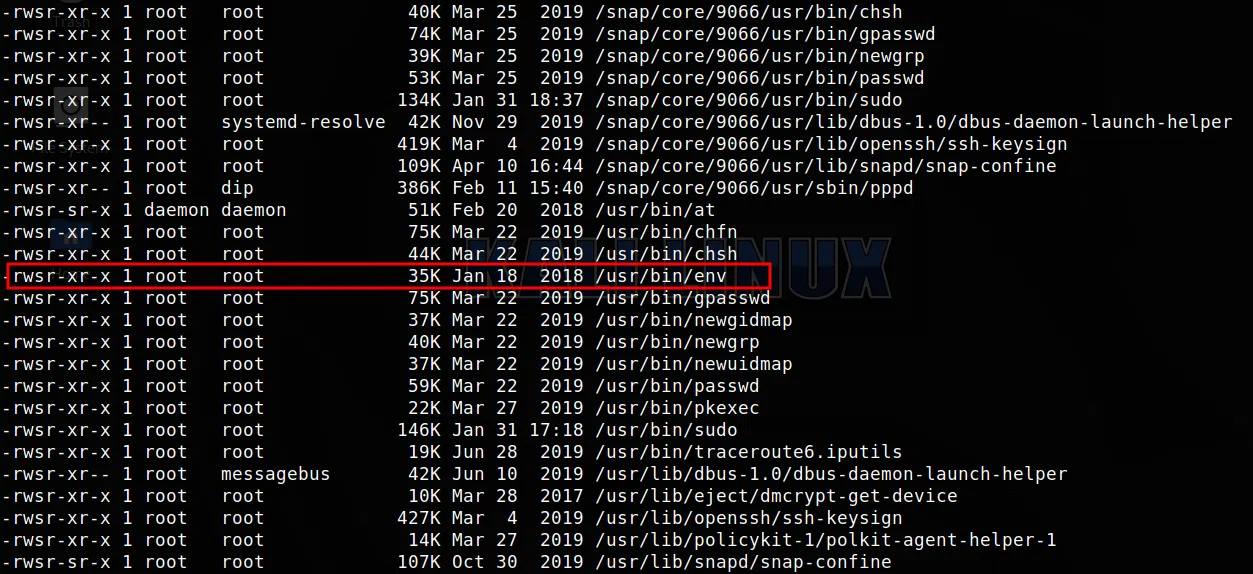 -rwsr-xr-x 1 root   root             40K Mar 25  2019 /snap/core/9066/usr/bin/chsh
-rwsr-xr-x 1 root   root             74K Mar 25  2019 /snap/core/9066/usr/bin/gpasswd
-rwsr-xr-x 1 root   root             39K Mar 25  2019 /snap/core/9066/usr/bin/newgrp
-rwsr-xr-x 1 root   root             53K Mar 25  2019 /snap/core/9066/usr/bin/passwd
-rwsr-xr-x 1 root   root            134K Jan 31 18:37 /snap/core/9066/usr/bin/sudo
-rwsr-xr-- 1 root   systemd-resolve  42K Nov 29  2019 /snap/core/9066/usr/lib/dbus-1.0/dbus-daemon-launch-helper
-rwsr-xr-x 1 root   root            419K Mar  4  2019 /snap/core/9066/usr/lib/openssh/ssh-keysign
-rwsr-xr-x 1 root   root            109K Apr 10 16:44 /snap/core/9066/usr/lib/snapd/snap-confine
-rwsr-xr-- 1 root   dip             386K Feb 11 15:40 /snap/core/9066/usr/sbin/pppd
-rwsr-sr-x 1 daemon daemon           51K Feb 20  2018 /usr/bin/at
-rwsr-xr-x 1 root   root             75K Mar 22  2019 /usr/bin/chfn
-rwsr-xr-x 1 root   root             44K Mar 22  2019 /usr/bin/chsh
-rwsr-xr-x 1 root   root             35K Jan 18  2018 /usr/bin/env
-rwsr-xr-x 1 root   root             75K Mar 22  2019 /usr/bin/gpasswd
-rwsr-xr-x 1 root   root             37K Mar 22  2019 /usr/bin/newgidmap
-rwsr-xr-x 1 root   root             40K Mar 22  2019 /usr/bin/newgrp
-rwsr-xr-x 1 root   root             37K Mar 22  2019 /usr/bin/newuidmap
-rwsr-xr-x 1 root   root             59K Mar 22  2019 /usr/bin/passwd
-rwsr-xr-x 1 root   root             22K Mar 27  2019 /usr/bin/pkexec
-rwsr-xr-x 1 root   root            146K Jan 31 17:18 /usr/bin/sudo
-rwsr-xr-x 1 root   root             19K Jun 28  2019 /usr/bin/traceroute6.iputils
-rwsr-xr-- 1 root   messagebus       42K Jun 10  2019 /usr/lib/dbus-1.0/dbus-daemon-launch-helper
-rwsr-xr-x 1 root   root             10K Mar 28  2017 /usr/lib/eject/dmcrypt-get-device
-rwsr-xr-x 1 root   root            427K Mar  4  2019 /usr/lib/openssh/ssh-keysign
-rwsr-xr-x 1 root   root             14K Mar 27  2019 /usr/lib/policykit-1/polkit-agent-helper-1
-rwsr-sr-x 1 root   root            107K Oct 30  2019 /usr/lib/snapd/snap-confine
Trash
KALI LINUX